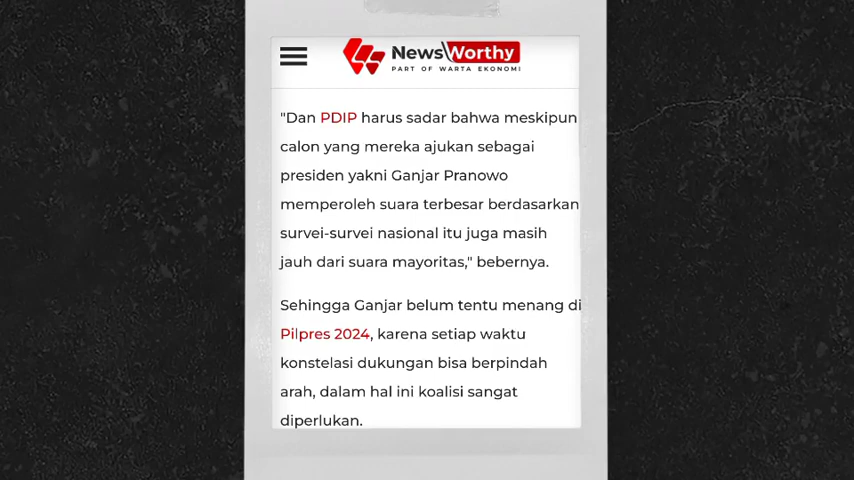 NewsWorthy
PART OF WARTA EKONOMI
"Dan PDIP harus sadar bahwa meskipun
calon yang mereka ajukan sebagai
presiden yakni Ganjar Pranowo
memperoleh suara terbesar berdasarkan
survei-survei nasional itu juga masih
jauh dari suara mayoritas," bebernya.
Sehingga Ganjar belum tentu menang di
Pilpres 2024, karena setiap waktu
konstelasi dukungan bisa berpindah
arah, dalam hal ini koalisi sangat
diperlukan.